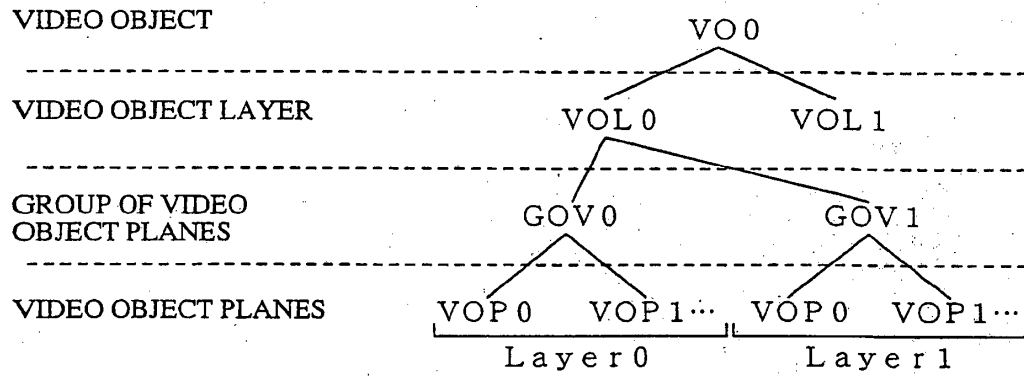 VIDEO OBJECT
VO0
VIDEO OBJECT LAYER
VOL0 VOL1
GROUP OF VIDEO
OBJECT PLANES
GOV0 GOV1
VIDEO OBJECT PLANES
VOP0 VOP1··· VOP0 VOP1···
Layer0 Layer1